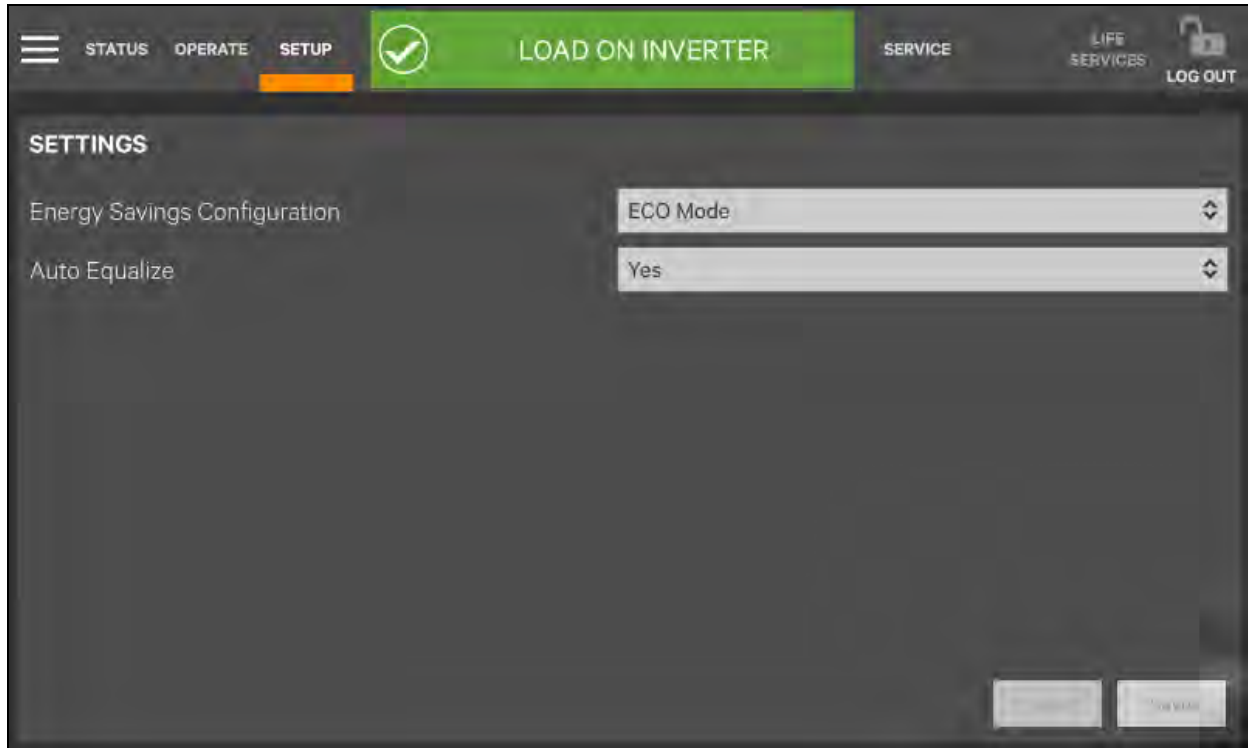 STATUS OPERATE SETUP LOAD ON INVERTER SERVICE LIFE SERVICES LOG OUT
SETTINGS
Energy Savings Configuration ECO Mode
Auto Equalize Yes